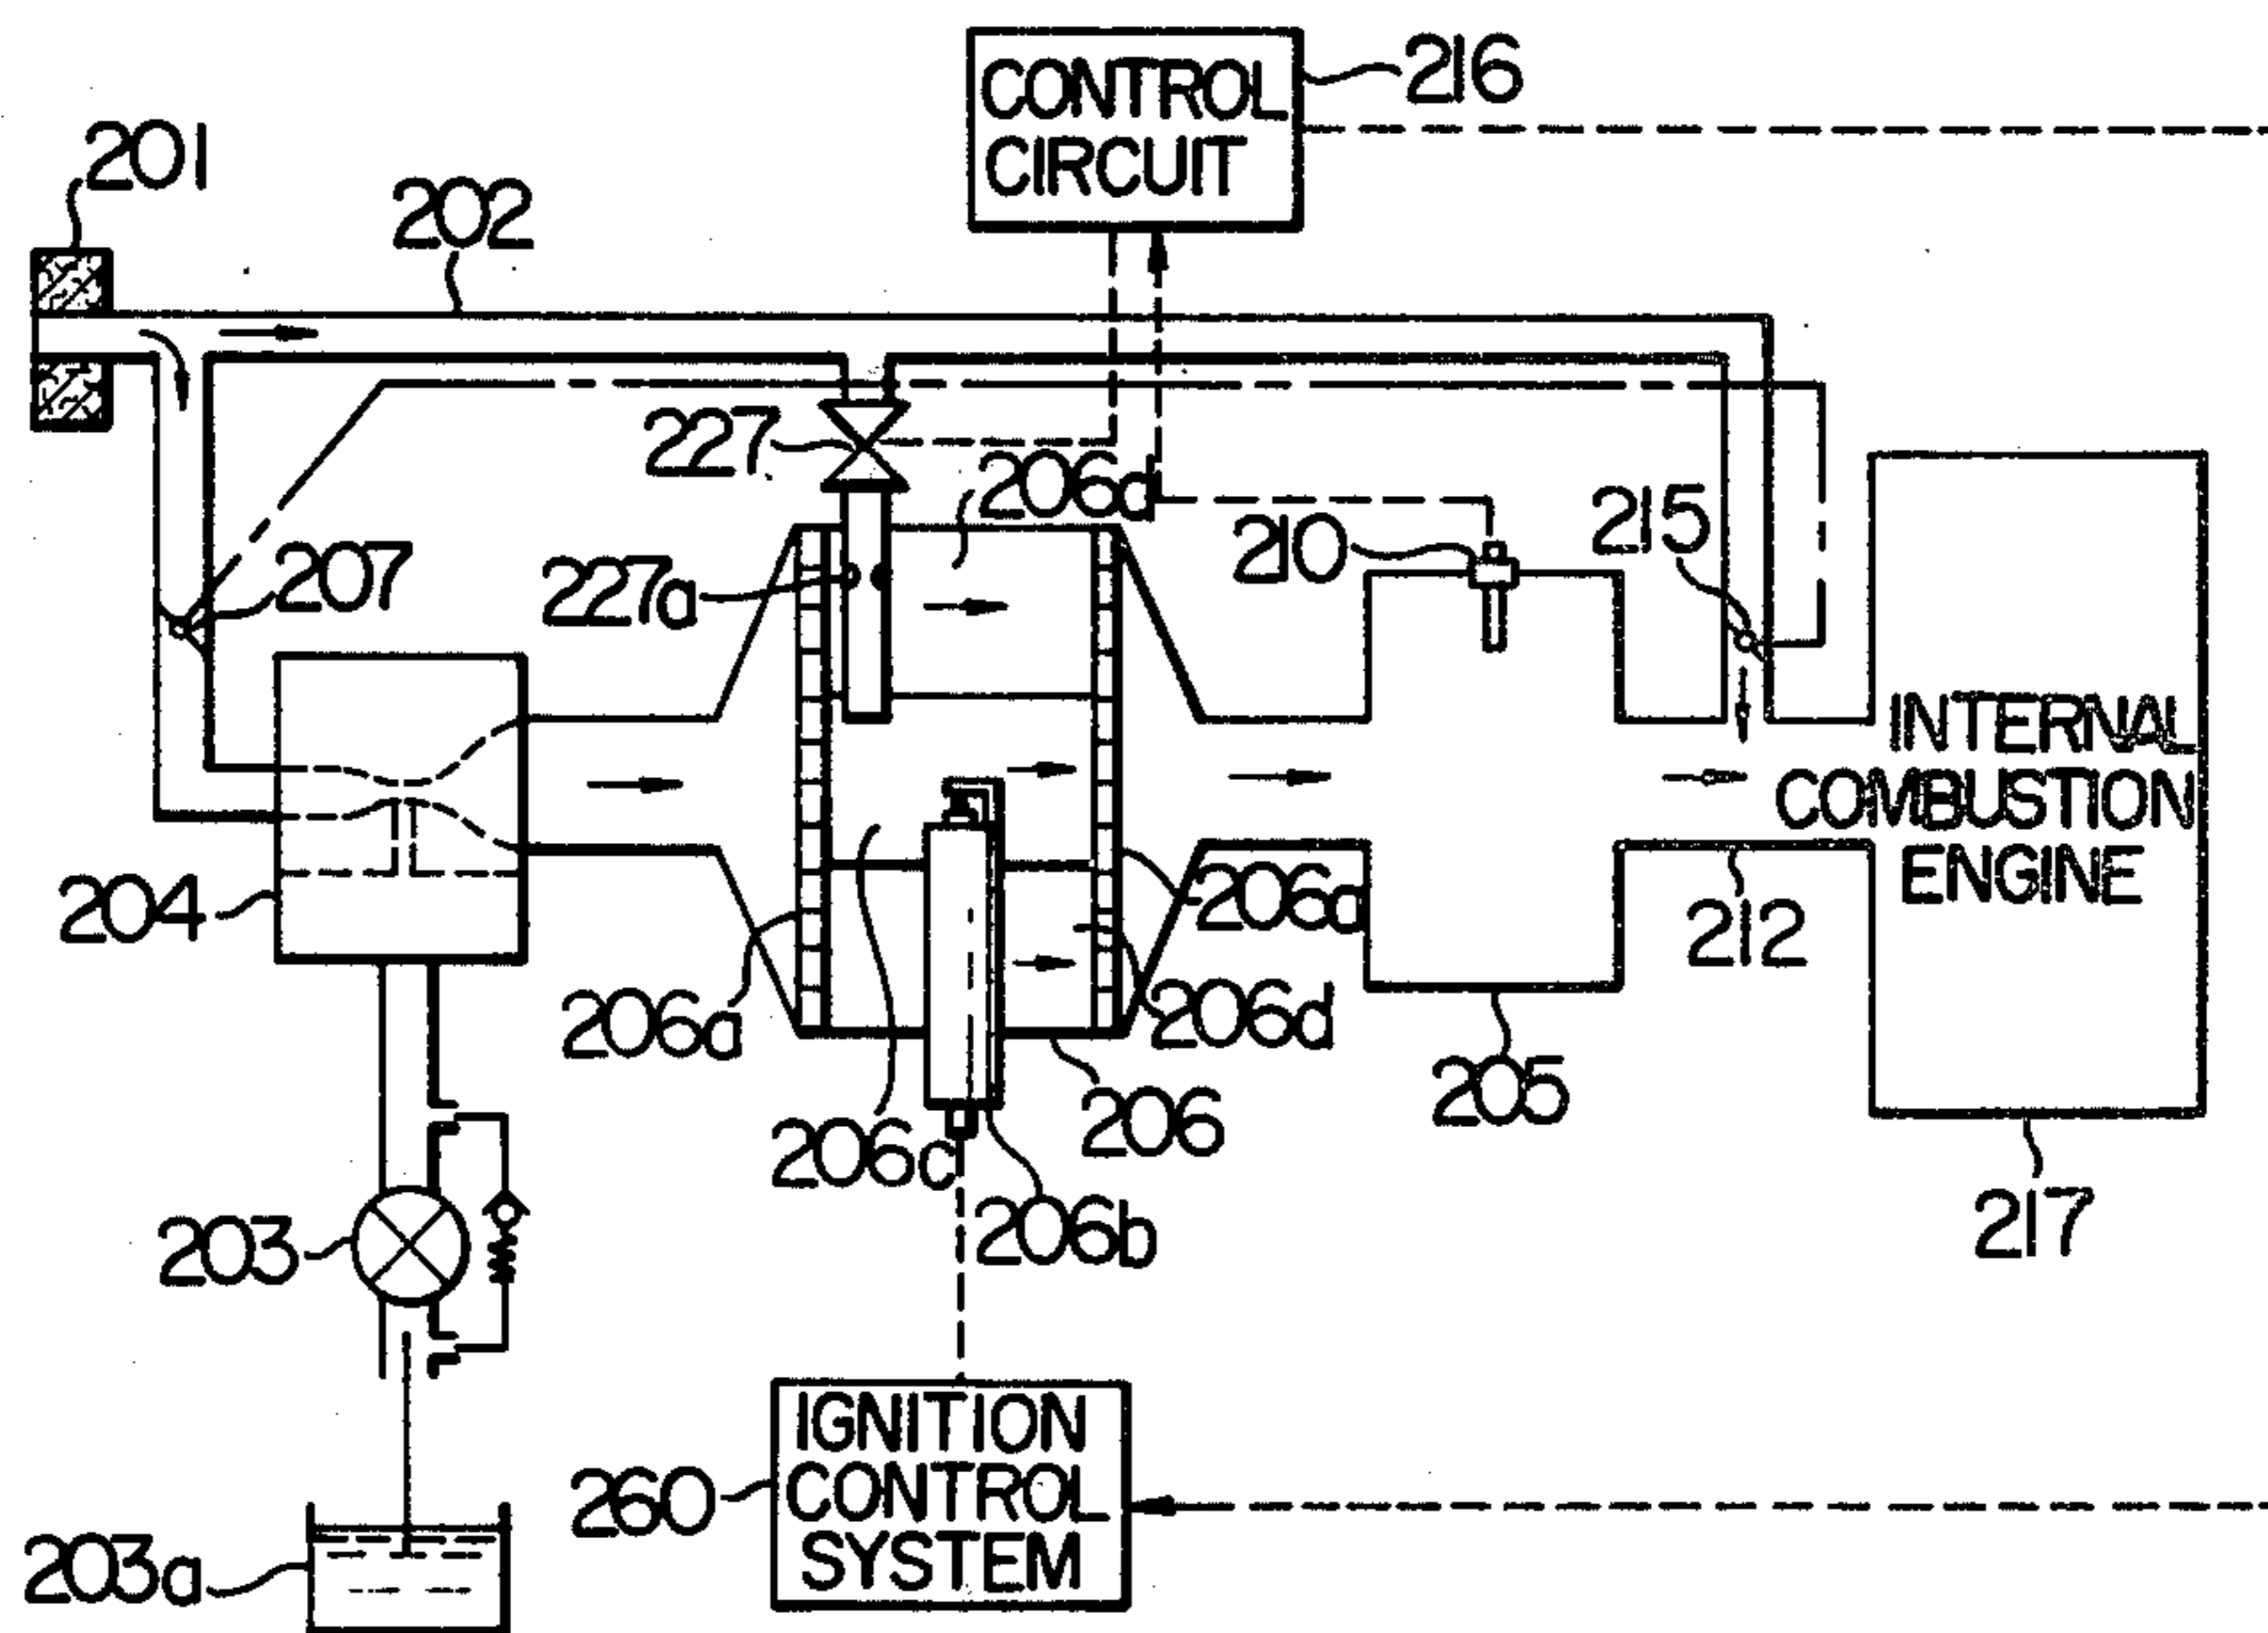 CONTROL
CIRCUIT
216
201
202
227
206d
210
215
227a
207
INTERNAL
COMBUSTION
ENGINE
204
206a
206a
206d
212
206c
206
205
203
206b
217
IGNITION
CONTROL
SYSTEM
260
203a